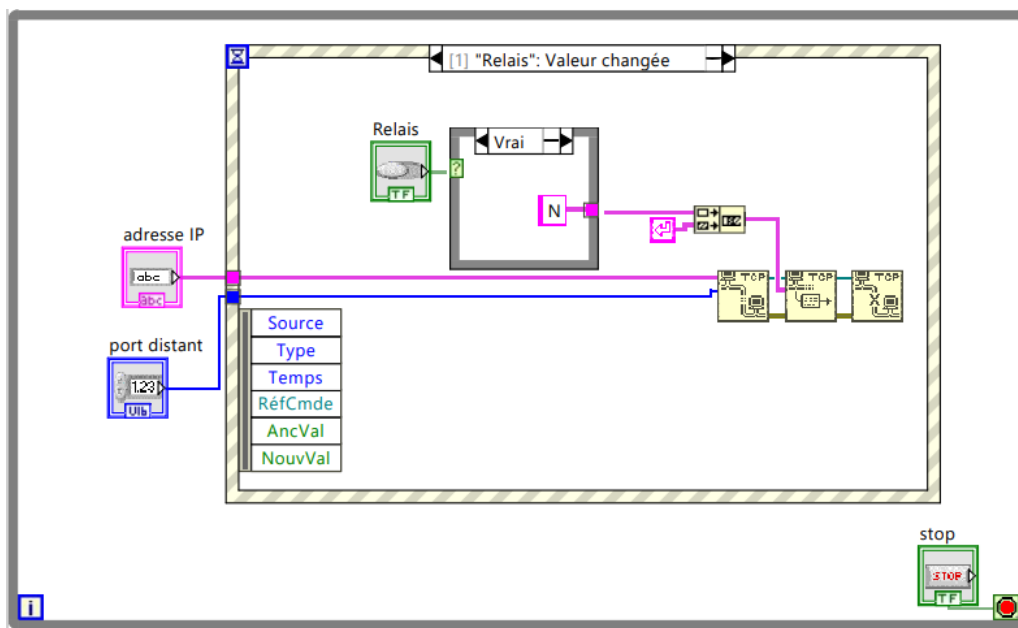 [1] "Relais": Valeur changée
Relais
TF
Vrai
?
N
adresse IP
abc
abc
TCP
TCP
TCP
port distant
1.23
U16
Source
Type
Temps
RéfCmde
AncVal
NouvVal
stop
STOP
TF
i